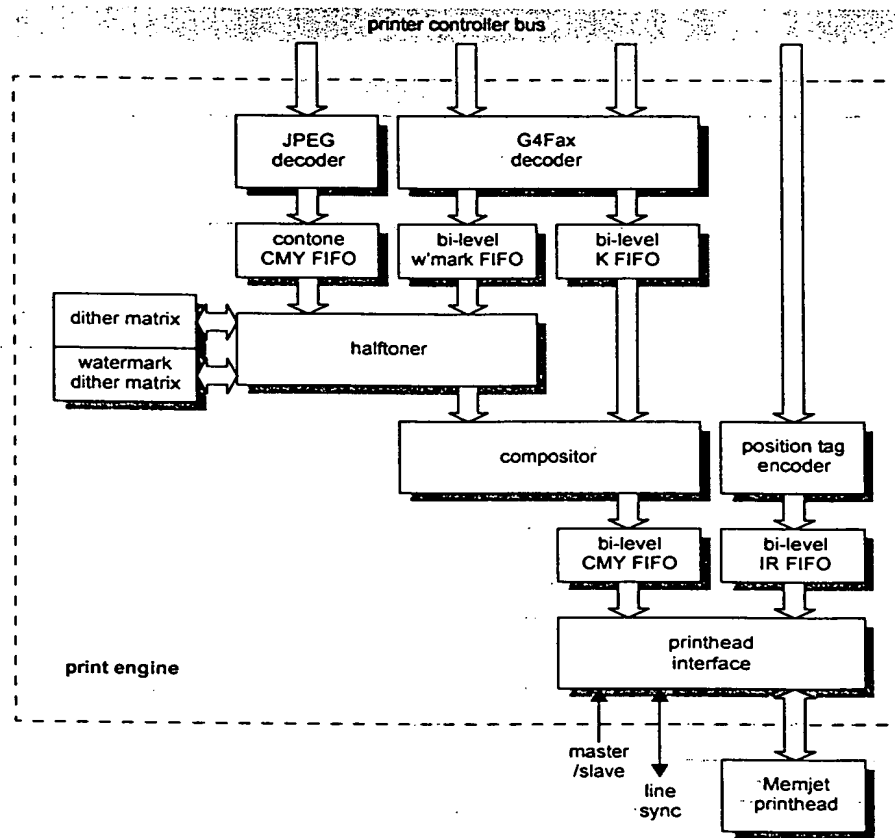 printer controller bus
JPEG
decoder
G4Fax
decoder
contone
CMY FIFO
bi-level
w'mark FIFO
bi-level
K FIFO
dither matrix
watermark
dither matrix
halftoner
compositor
position tag
encoder
bi-level
CMY FIFO
bi-level
IR FIFO
printhead
interface
print engine
master
/slave
line
sync
Memjet
printhead